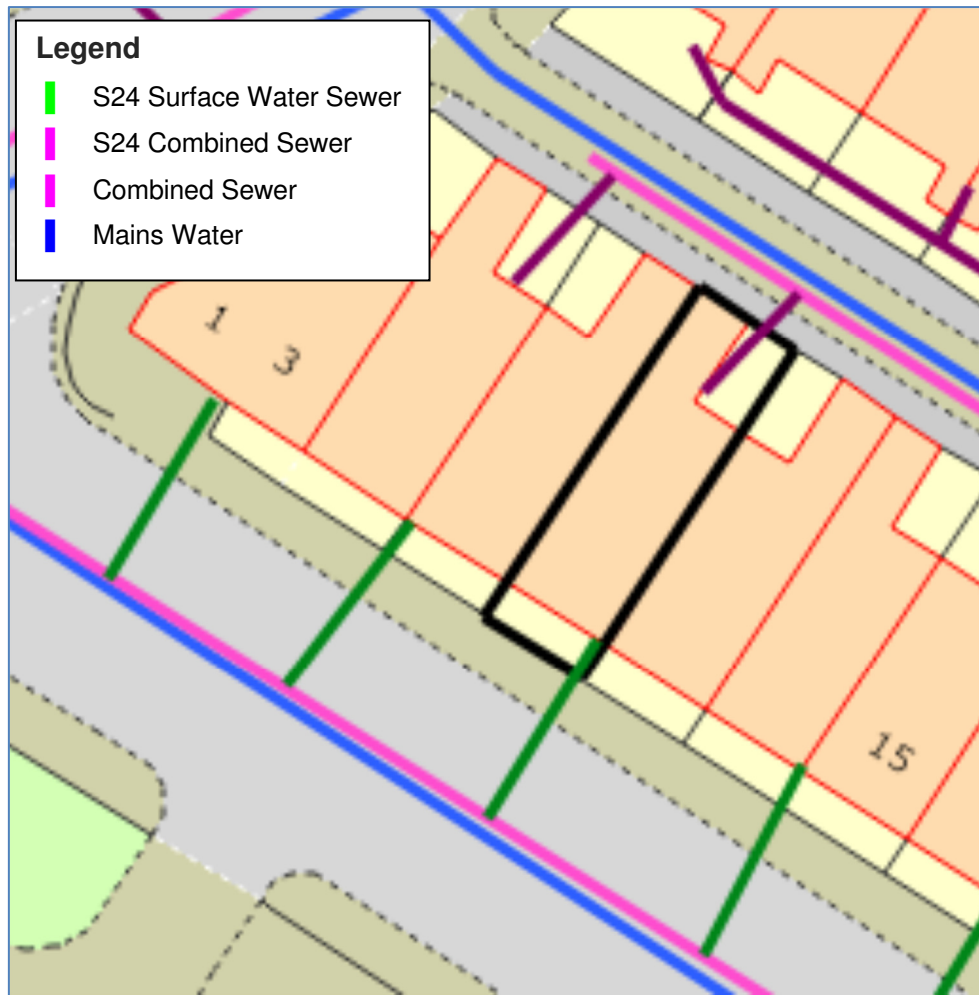 Legend
S24 Surface Water Sewer
S24 Combined Sewer
Combined Sewer
Mains Water
1
3
15